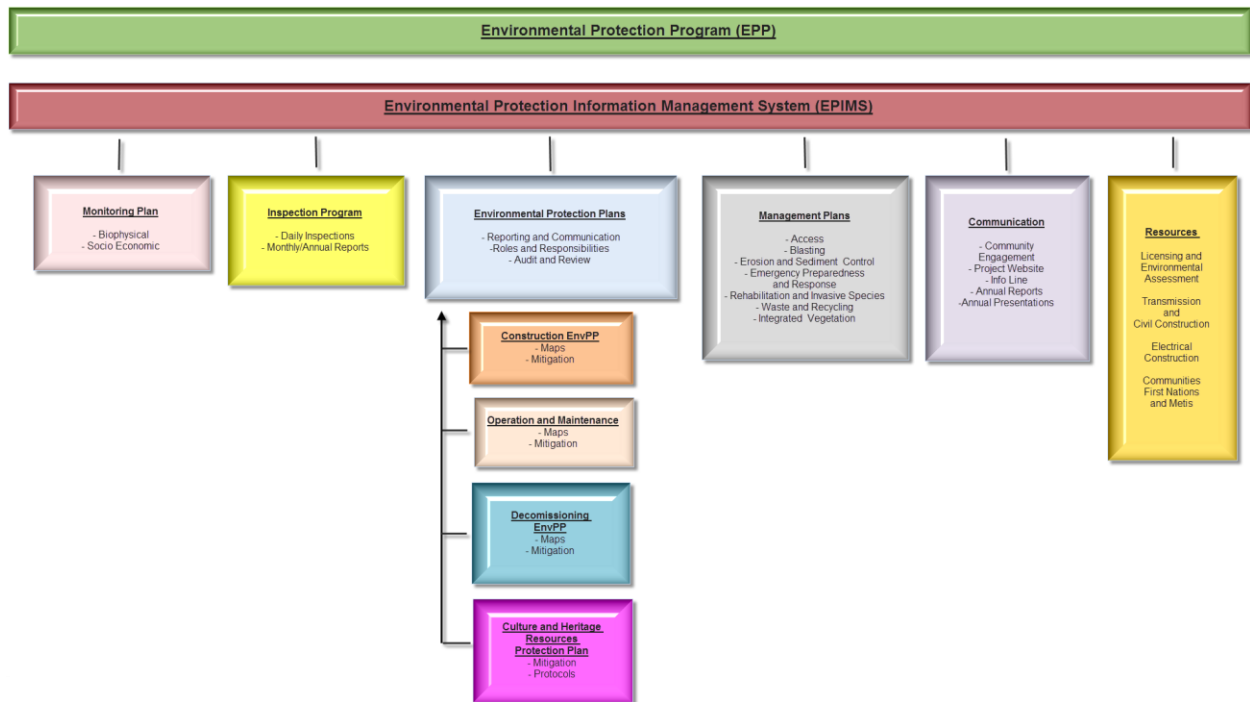 Environmental Protection Program (EPP)
Environmental Protection Information Management System (EPIMS)
Monitoring Plan
- Biophysical
- Socio Economic
Inspection Program
- Daily Inspections
- Monthly/Annual Reports
Environmental Protection Plans
- Reporting and Communication
-Roles and Responsibilities
- Audit and Review
Construction EnvPP
- Maps
- Mitigation
Operation and Maintenance
- Maps
- Mitigation
Decomissioning
EnvPP
- Maps
- Mitigation
Culture and Heritage
Resources
Protection Plan
- Mitigation
- Protocols
Management Plans
- Access
- Blasting
- Erosion and Sediment Control
- Emergency Preparedness
and Response
- Rehabilitation and Invasive Species
- Waste and Recycling
- Integrated Vegetation
Communication
- Community
Engagement
- Project Website
- Info Line
- Annual Reports
-Annual Presentations
Resources
Licensing and
Environmental
Assessment
Transmission
and
Civil Construction
Electrical
Construction
Communities
First Nations
and Metis